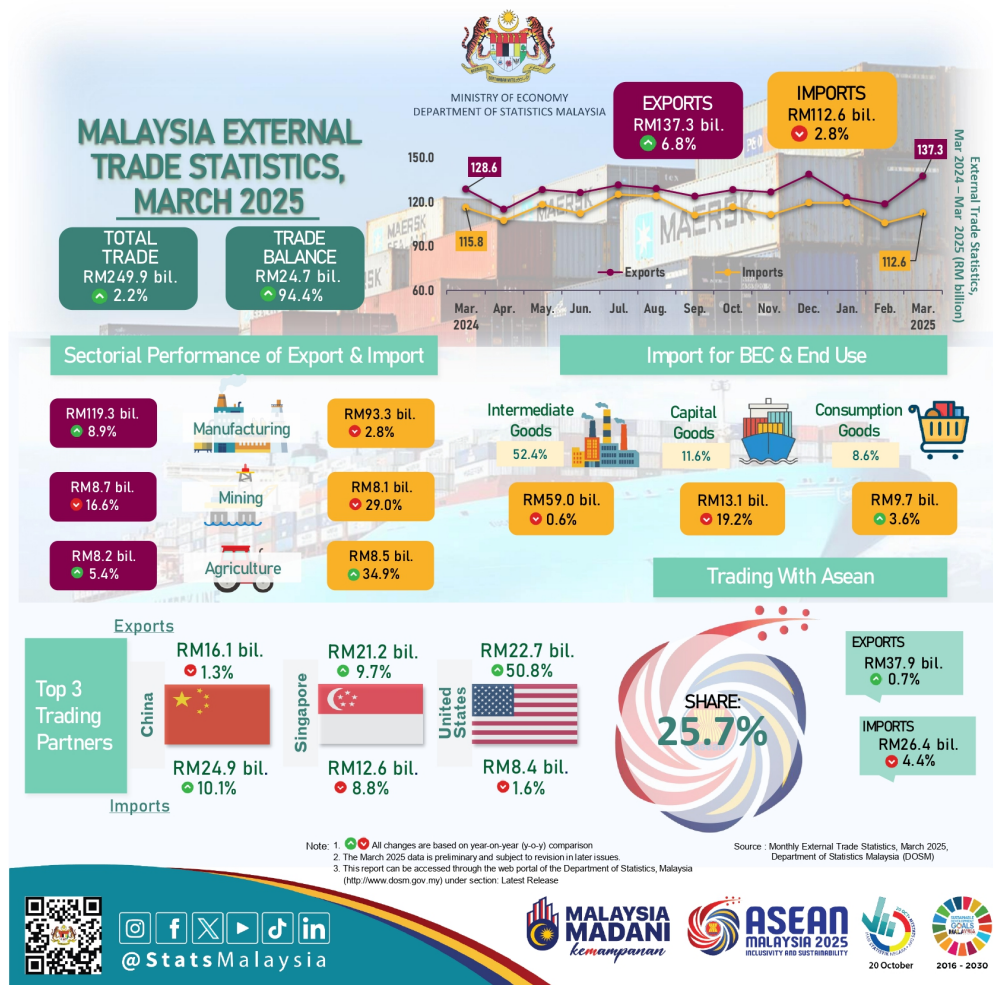 MINISTRY OF ECONOMY
DEPARTMENT OF STATISTICS MALAYSIA
MALAYSIA EXTERNAL
TRADE STATISTICS,
MARCH 2025
TOTAL
TRADE
RM249.9 bil.
2.2%
TRADE
BALANCE
RM24.7 bil.
94.4%
EXPORTS
RM137.3 bil.
6.8%
IMPORTS
RM112.6 bil.
2.8%
150.0
120.0
90.0
60.0
128.6
137.3
115.8
112.6
Exports
Imports
Mar.
2024
Apr.
May.
Jun.
Jul.
Aug.
Sep.
Oct.
Nov.
Dec.
Jan.
Feb.
Mar.
2025
External Trade Statistics,
Mar 2024 – Mar 2025 (RM billion)
MAERSK
MAERSK
MAERSK
Sectorial Performance of Export & Import
RM119.3 bil.
8.9%
Manufacturing
RM93.3 bil.
2.8%
RM8.7 bil.
16.6%
Mining
RM8.1 bil.
29.0%
RM8.2 bil.
5.4%
Agriculture
RM8.5 bil.
34.9%
Import for BEC & End Use
Intermediate
Goods
52.4%
RM59.0 bil.
0.6%
Capital
Goods
11.6%
RM13.1 bil.
19.2%
Consumption
Goods
8.6%
RM9.7 bil.
3.6%
Top 3
Trading
Partners
Exports
Imports
China
RM16.1 bil.
1.3%
RM24.9 bil.
10.1%
Singapore
RM21.2 bil.
9.7%
RM12.6 bil.
8.8%
United
States
RM22.7 bil.
50.8%
RM8.4 bil.
1.6%
Trading With Asean
SHARE:
25.7%
EXPORTS
RM37.9 bil.
0.7%
IMPORTS
RM26.4 bil.
4.4%
Note: 1. All changes are based on year-on-year (y-o-y) comparison
2. The March 2025 data is preliminary and subject to revision in later issues.
3. This report can be accessed through the web portal of the Department of Statistics, Malaysia
(http://www.dosm.gov.my) under section: Latest Release
Source : Monthly External Trade Statistics, March 2025,
Department of Statistics Malaysia (DOSM)
@StatsMalaysia
MALAYSIA
MADANI
kemampanan
ASEAN
MALAYSIA 2025
INCLUSIVITY AND SUSTAINABILITY
20 October
SUSTAINABLE
DEVELOPMENT
GOALS
MALAYSIA
2016 - 2030